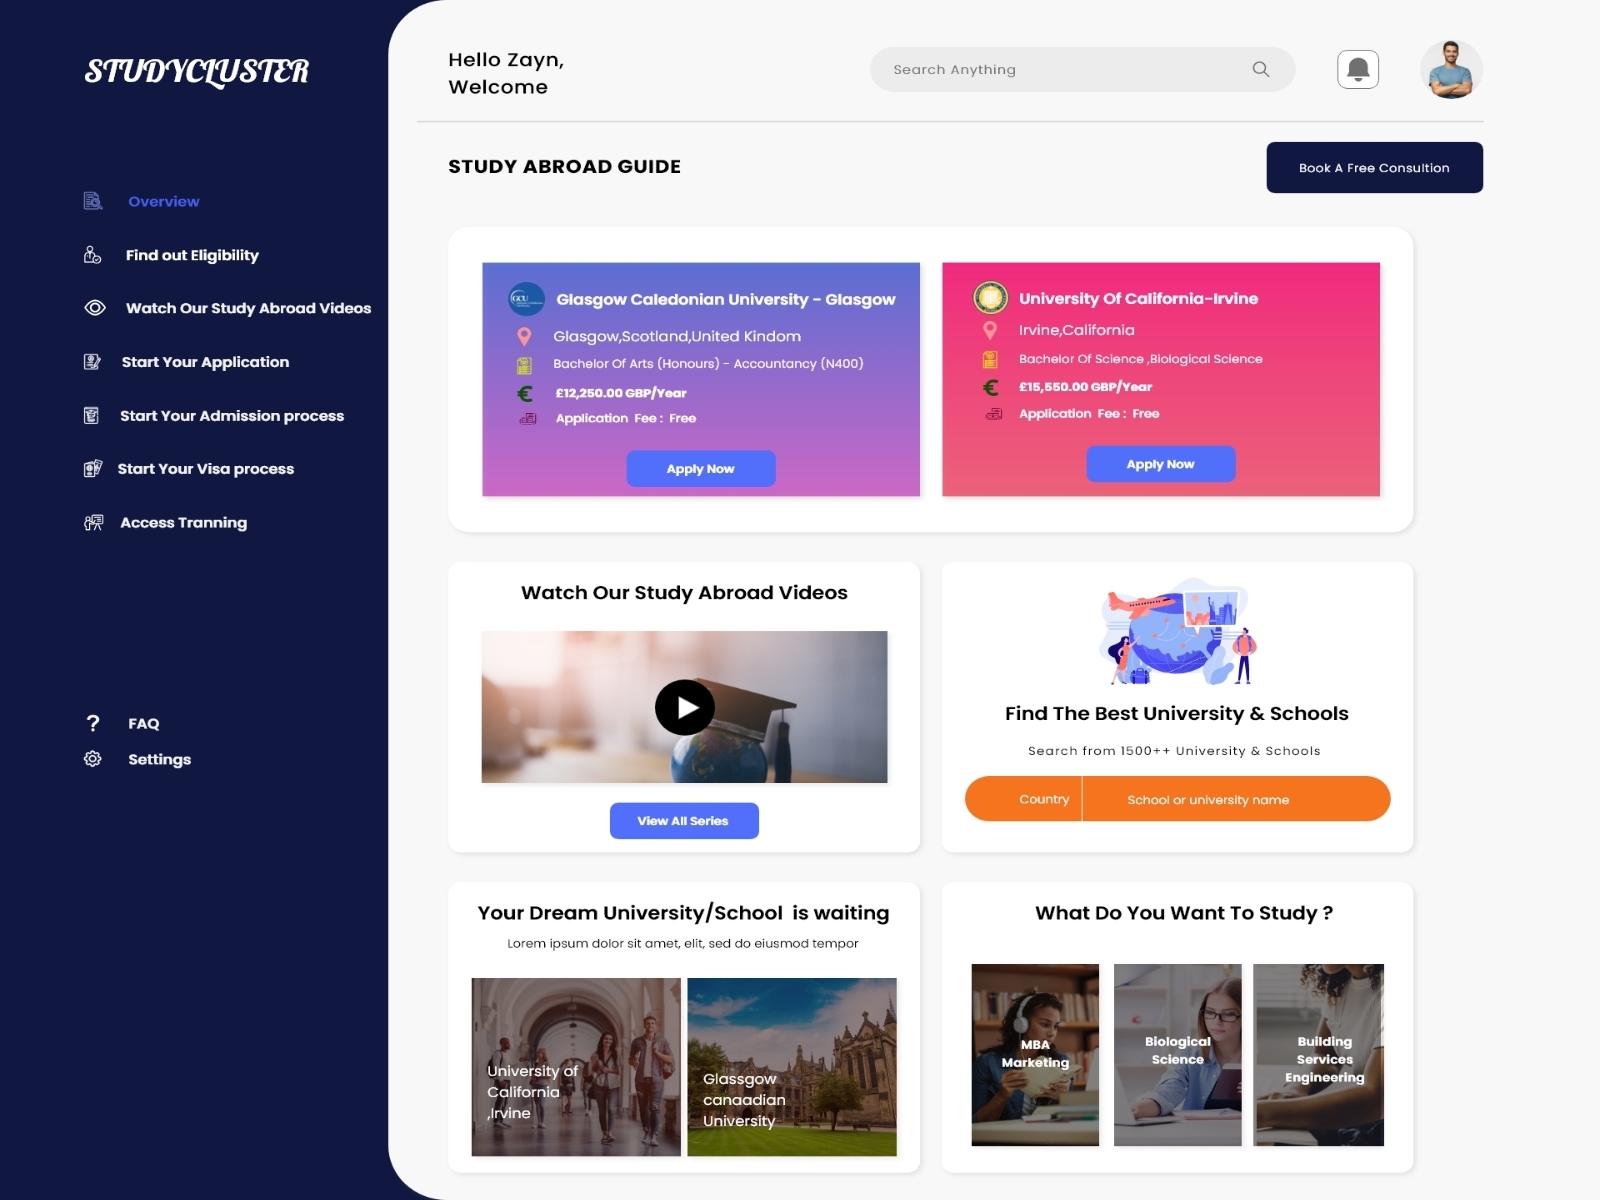 STUDYCLUSTER
Overview
Find out Eligibility
Watch Our Study Abroad Videos
Start Your Application
Start Your Admission process
Start Your Visa process
Access Tranning
FAQ
Settings
Hello Zayn,
Welcome
Search Anything
STUDY ABROAD GUIDE
Book A Free Consultion
GCU
Glasgow Caledonian University - Glasgow
Glasgow,Scotland,United Kindom
Bachelor Of Arts (Honours) - Accountancy (N400)
£12,250.00 GBP/Year
Application Fee : Free
Apply Now
University Of California-Irvine
Irvine,California
Bachelor Of Science ,Biological Science
£15,550.00 GBP/Year
Application Fee : Free
Apply Now
Watch Our Study Abroad Videos
View All Series
Find The Best University & Schools
Search from 1500++ University & Schools
Country
School or university name
Your Dream University/School is waiting
Lorem ipsum dolor sit amet, elit, sed do eiusmod tempor
University of
California
,Irvine
Glassgow
canaadian
University
What Do You Want To Study ?
MBA
Marketing
Biological
Science
Building
Services
Engineering